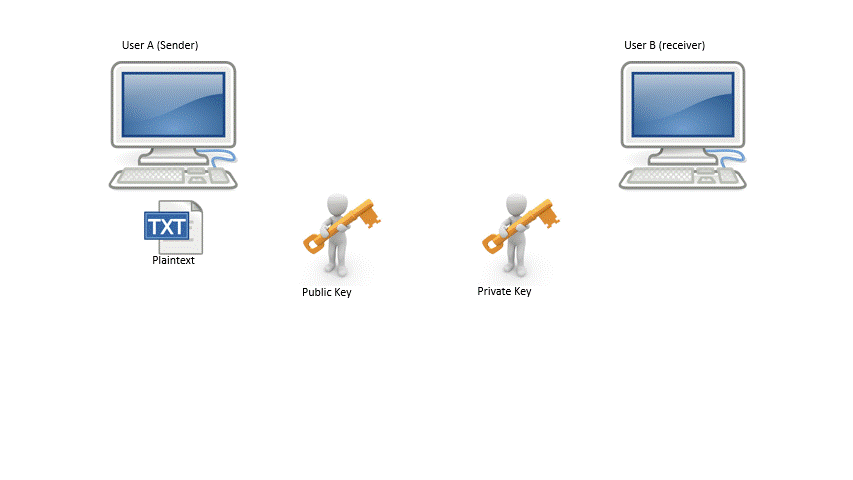 User A (Sender)
User B (receiver)
TXT
Plaintext
Public Key
Private Key